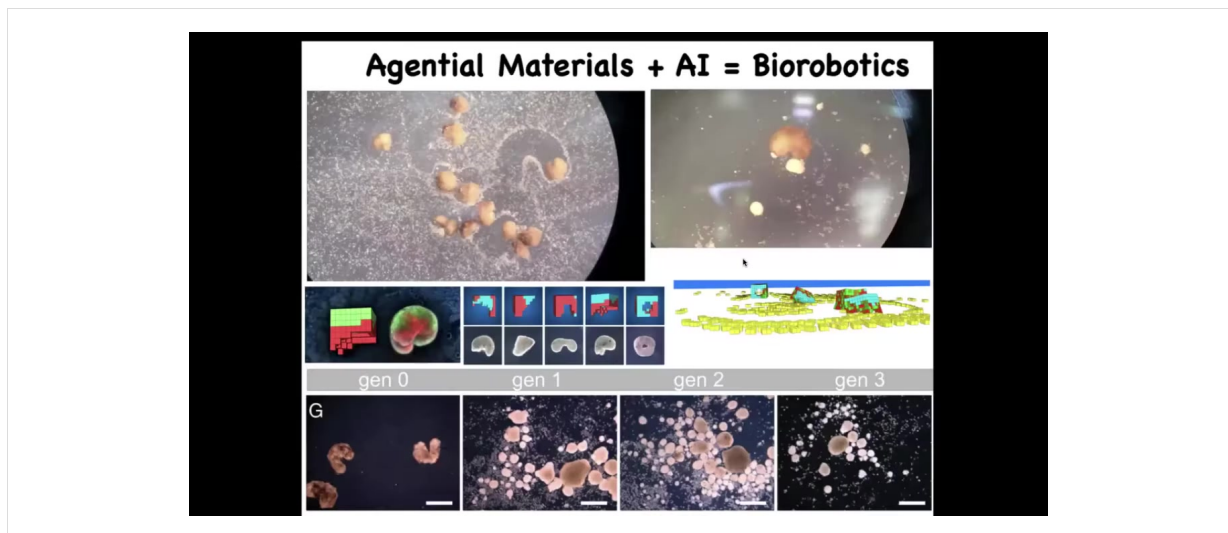 Agential Materials + AI = Biorobotics
gen 0 gen 1 gen 2 gen 3
G